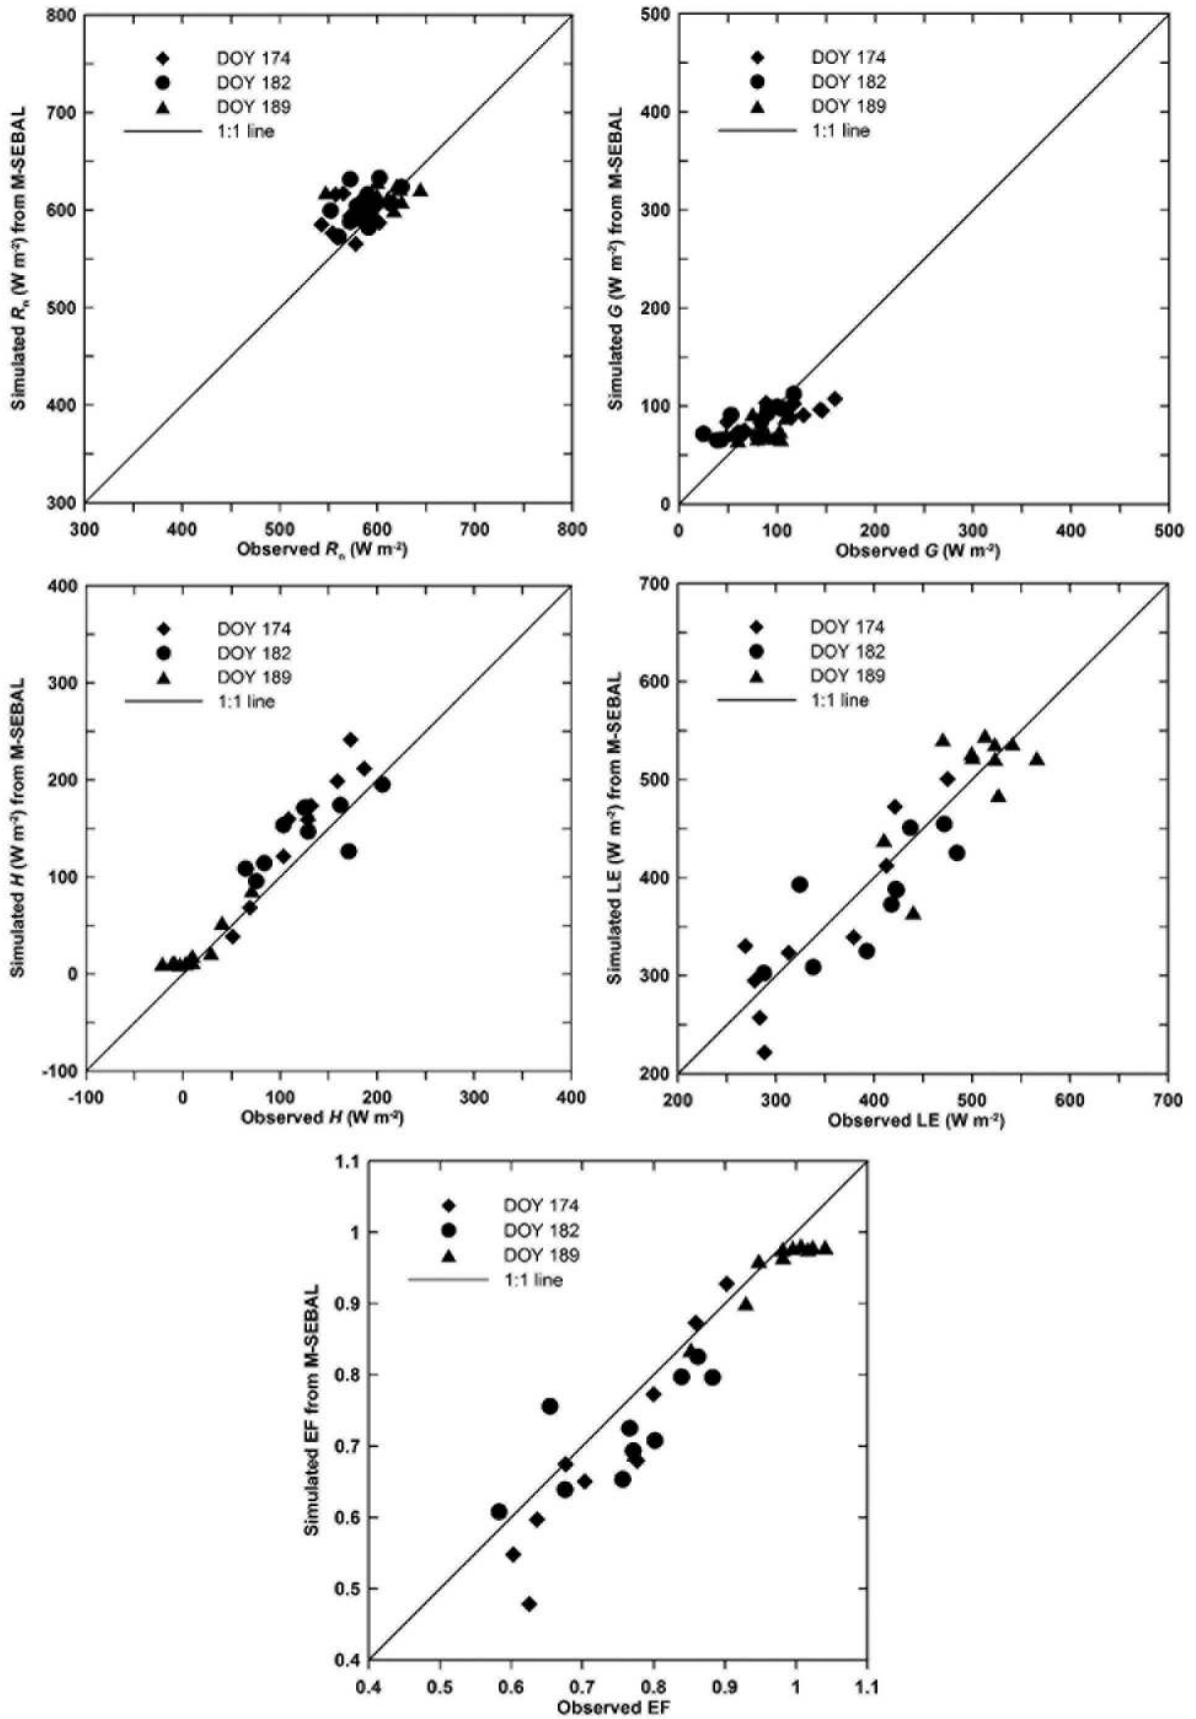 800
700
600
500
400
300
300 400 500 600 700 800
Simulated Rn (W m-2) from M-SEBAL
Observed Rn (W m-2)
DOY 174
DOY 182
DOY 189
1:1 line
500
400
300
200
100
0
0 100 200 300 400 500
Simulated G (W m-2) from M-SEBAL
Observed G (W m-2)
DOY 174
DOY 182
DOY 189
1:1 line
400
300
200
100
0
-100
-100 0 100 200 300 400
Simulated H (W m-2) from M-SEBAL
Observed H (W m-2)
DOY 174
DOY 182
DOY 189
1:1 line
700
600
500
400
300
200
200 300 400 500 600 700
Simulated LE (W m-2) from M-SEBAL
Observed LE (W m-2)
DOY 174
DOY 182
DOY 189
1:1 line
1.1
1
0.9
0.8
0.7
0.6
0.5
0.4
0.4 0.5 0.6 0.7 0.8 0.9 1 1.1
Simulated EF from M-SEBAL
Observed EF
DOY 174
DOY 182
DOY 189
1:1 line